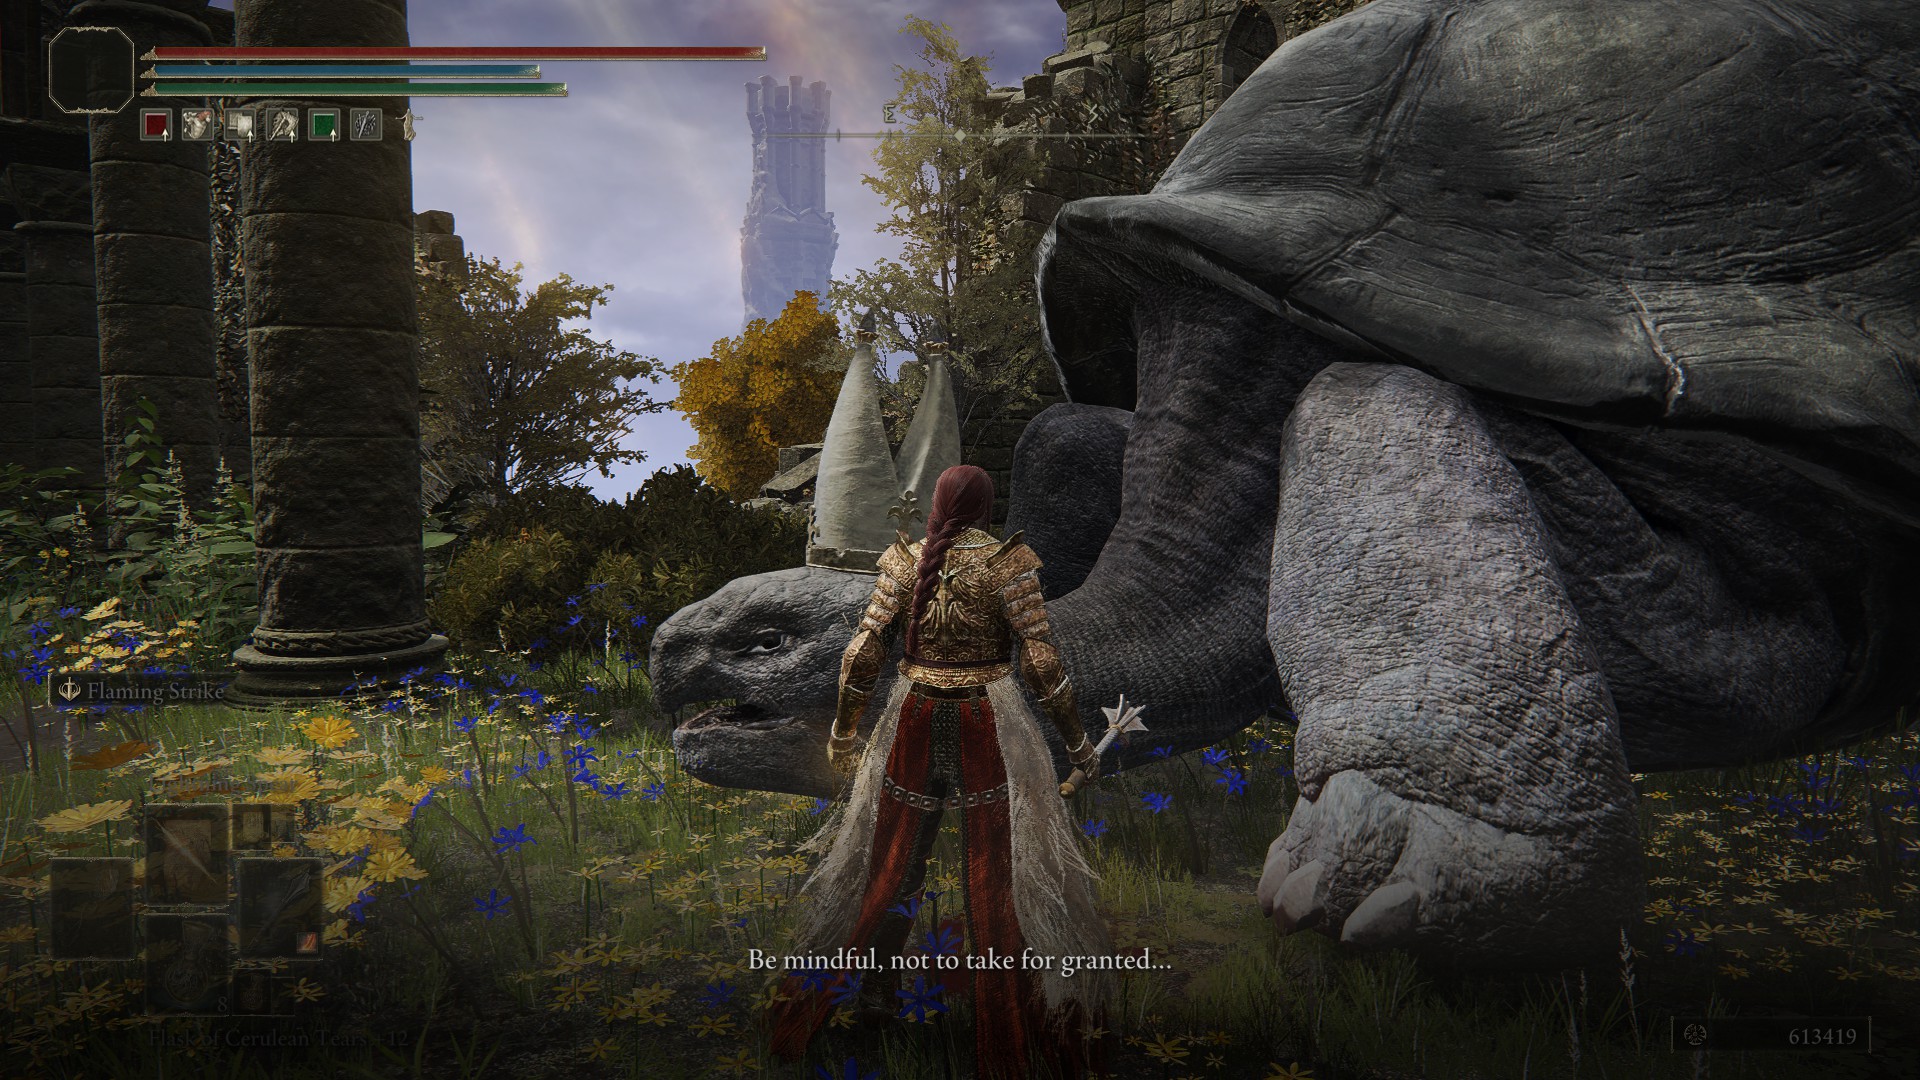 E
Flaming Strike
Be mindful, not to take for granted...
8
Flask of Cerulean Tears +12
613419